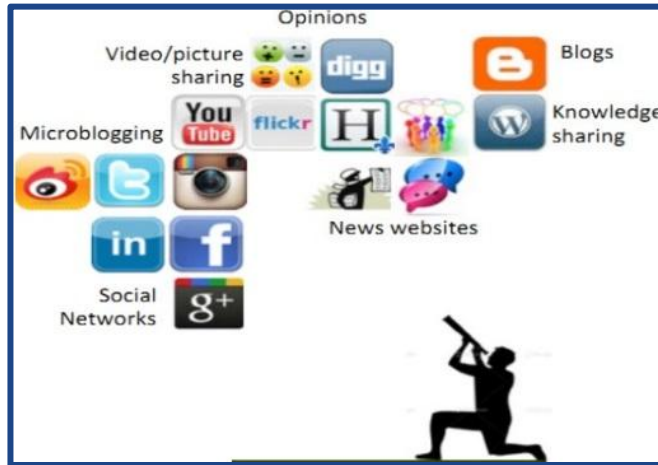 Opinions
Video/picture
sharing
digg
Blogs
You
Tube
flickr
H
W
Knowledge
sharing
Microblogging
t
News websites
in
f
Social
Networks
g+